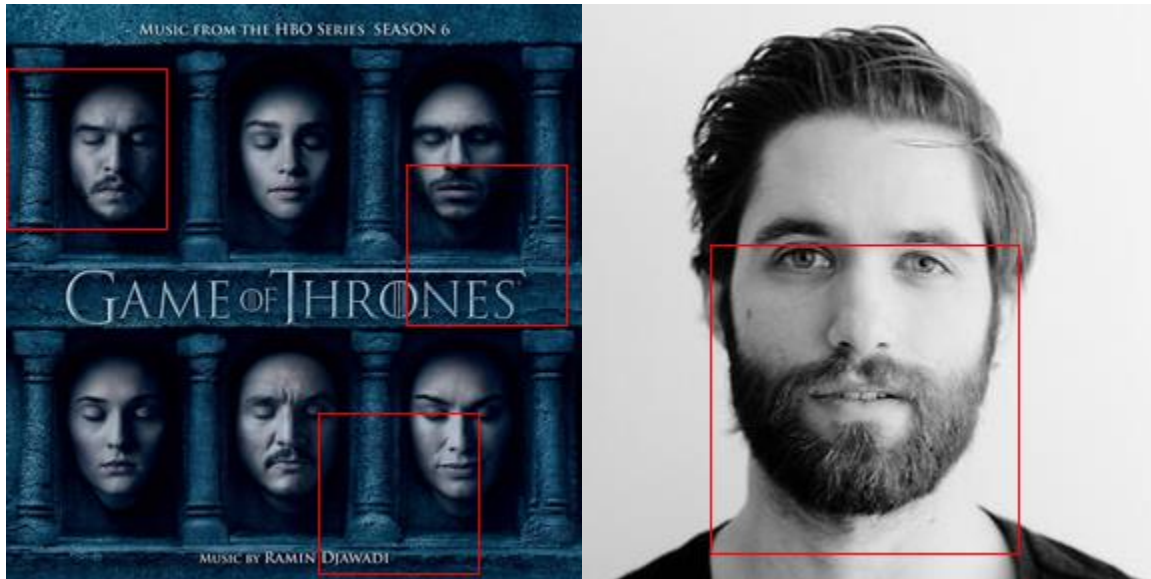 - MUSIC FROM THE HBO SERIES SEASON 6
GAME OF THRONES
MUSIC BY RAMIN DJAWADI